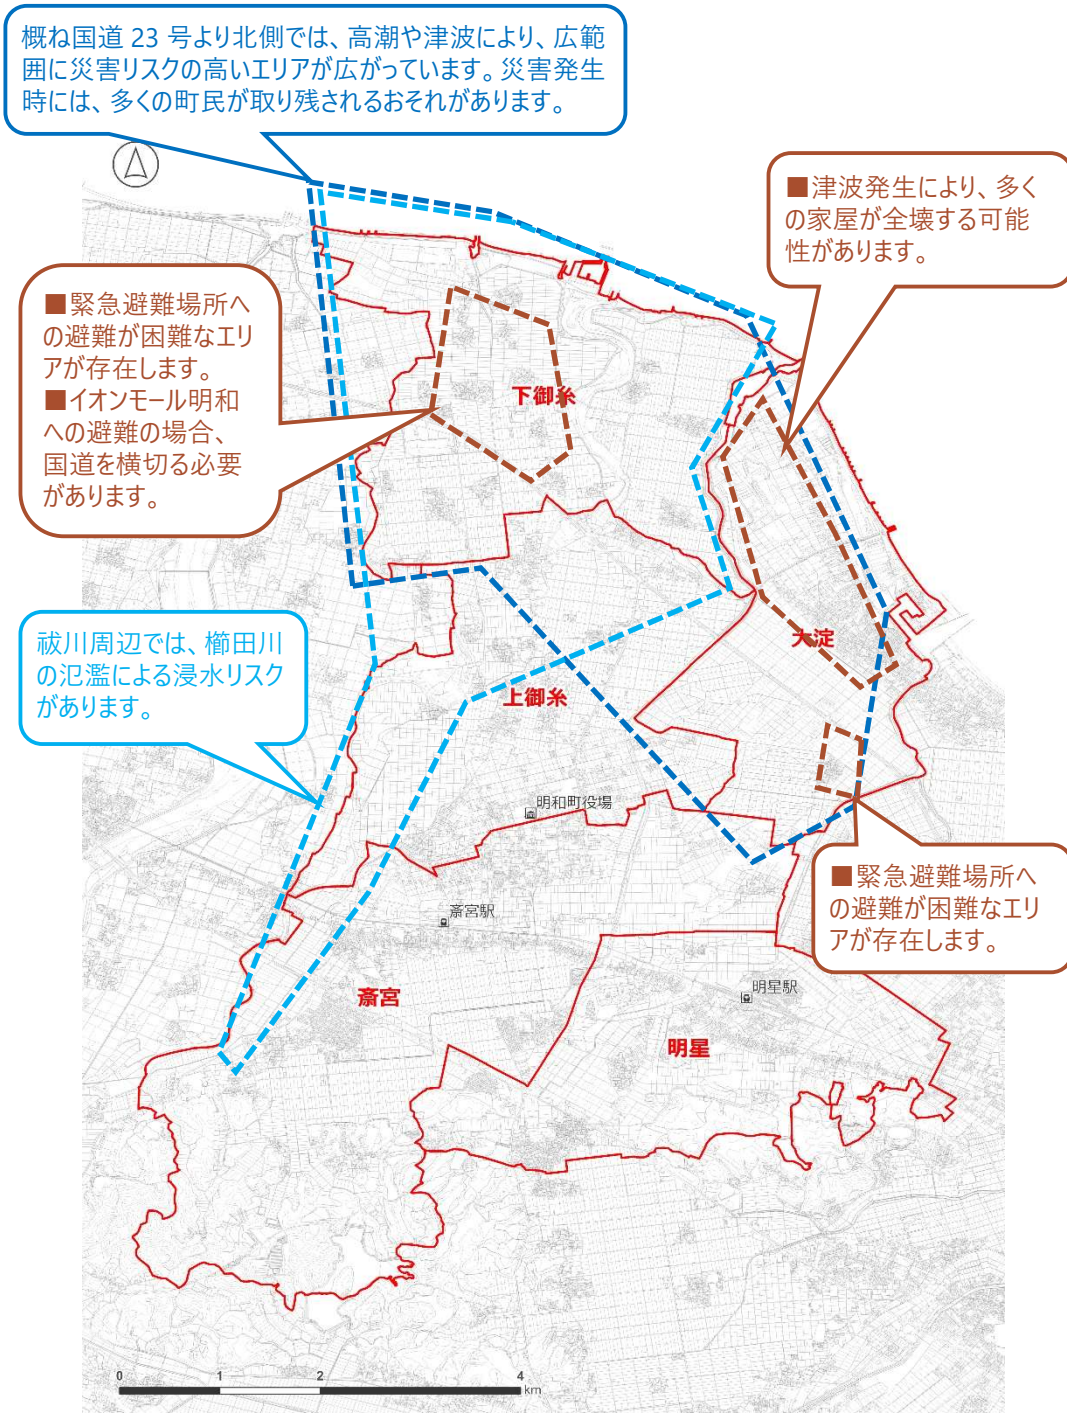 概ね国道 23 号より北側では、高潮や津波により、広範
囲に災害リスクの高いエリアが広がっています。災害発生
時には、多くの町民が取り残されるおそれがあります。
■津波発生により、多く
の家屋が全壊する可能
性があります。
■緊急避難場所へ
の避難が困難なエリ
アが存在します。
■イオンモール明和
への避難の場合、
国道を横切る必要
があります。
下御糸
祓川周辺では、櫛田川
の氾濫による浸水リスク
があります。
大淀
上御糸
明和町役場
■緊急避難場所へ
の避難が困難なエリ
アが存在します。
斎宮駅
明星駅
斎宮
明星
0 1 2 4
km